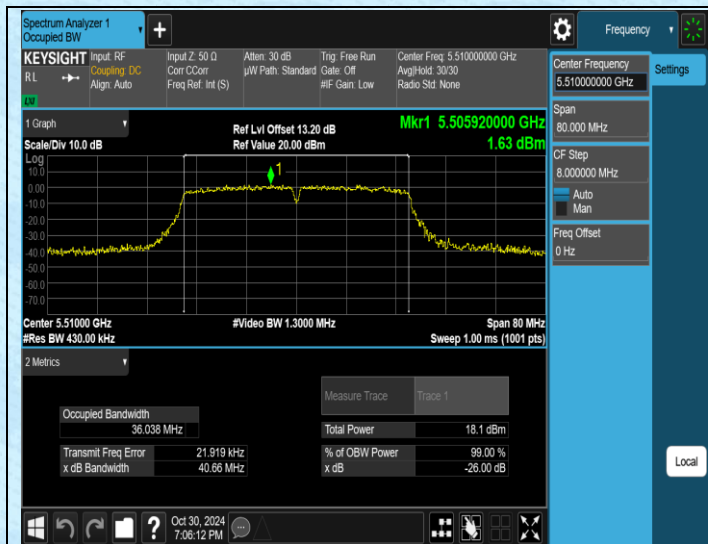 Spectrum Analyzer 1
Occupied BW
Frequency
KEYSIGHT
R L
LXI
Input: RF
Coupling: DC
Align: Auto
Input Z: 50 Ω
Corr CCorr
Freq Ref: Int (S)
Atten: 30 dB
µW Path: Standard
Trig: Free Run
Gate: Off
#IF Gain: Low
Center Freq: 5.510000000 GHz
Avg|Hold: 30/30
Radio Std: None
Center Frequency
5.510000000 GHz
Settings
Span
80.000 MHz
CF Step
8.000000 MHz
Auto
Man
Freq Offset
0 Hz
1 Graph
Scale/Div 10.0 dB
Ref Lvl Offset 13.20 dB
Ref Value 20.00 dBm
Mkr1 5.505920000 GHz
1.63 dBm
Log
10.0
0.00
-10.0
-20.0
-30.0
-40.0
-50.0
-60.0
-70.0
1
Center 5.51000 GHz
#Res BW 430.00 kHz
#Video BW 1.3000 MHz
Span 80 MHz
Sweep 1.00 ms (1001 pts)
2 Metrics
Measure Trace
Trace 1
Occupied Bandwidth
36.038 MHz
Total Power
18.1 dBm
Transmit Freq Error
21.919 kHz
% of OBW Power
99.00 %
x dB Bandwidth
40.66 MHz
x dB
-26.00 dB
Local
Oct 30, 2024
7:06:12 PM